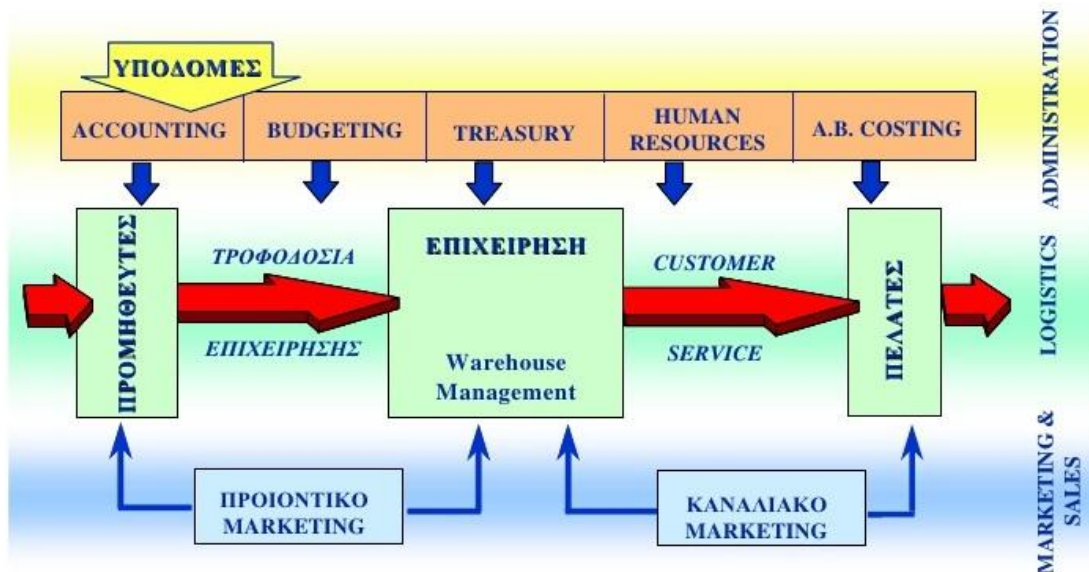 ΥΠΟΔΟΜΕΣ
ACCOUNTING
BUDGETING
TREASURY
HUMAN
RESOURCES
A.B. COSTING
ADMINISTRATION
ΠΡΟΜΗΘΕΥΤΕΣ
ΤΡΟΦΟΔΟΣΙΑ
ΕΠΙΧΕΙΡΗΣΗΣ
ΕΠΙΧΕΙΡΗΣΗ
Warehouse
Management
CUSTOMER
SERVICE
ΠΕΛΑΤΕΣ
LOGISTICS
ΠΡΟΙΟΝΤΙΚΟ
MARKETING
ΚΑΝΑΛΙΑΚΟ
MARKETING
MARKETING &
SALES